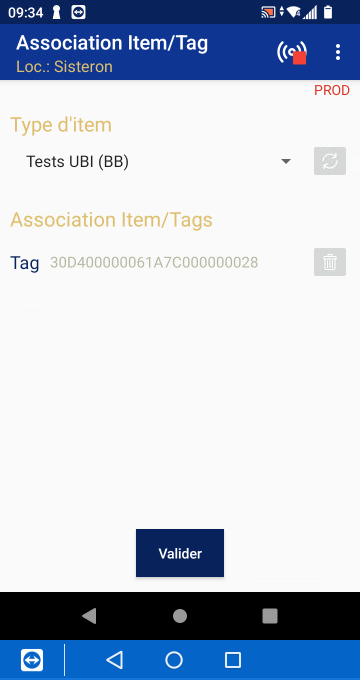 09:34
Association Item/Tag
Loc.: Sisteron
PROD
Type d'item
Tests UBI (BB)
Association Item/Tags
Tag 30D400000061A7C000000028
Valider